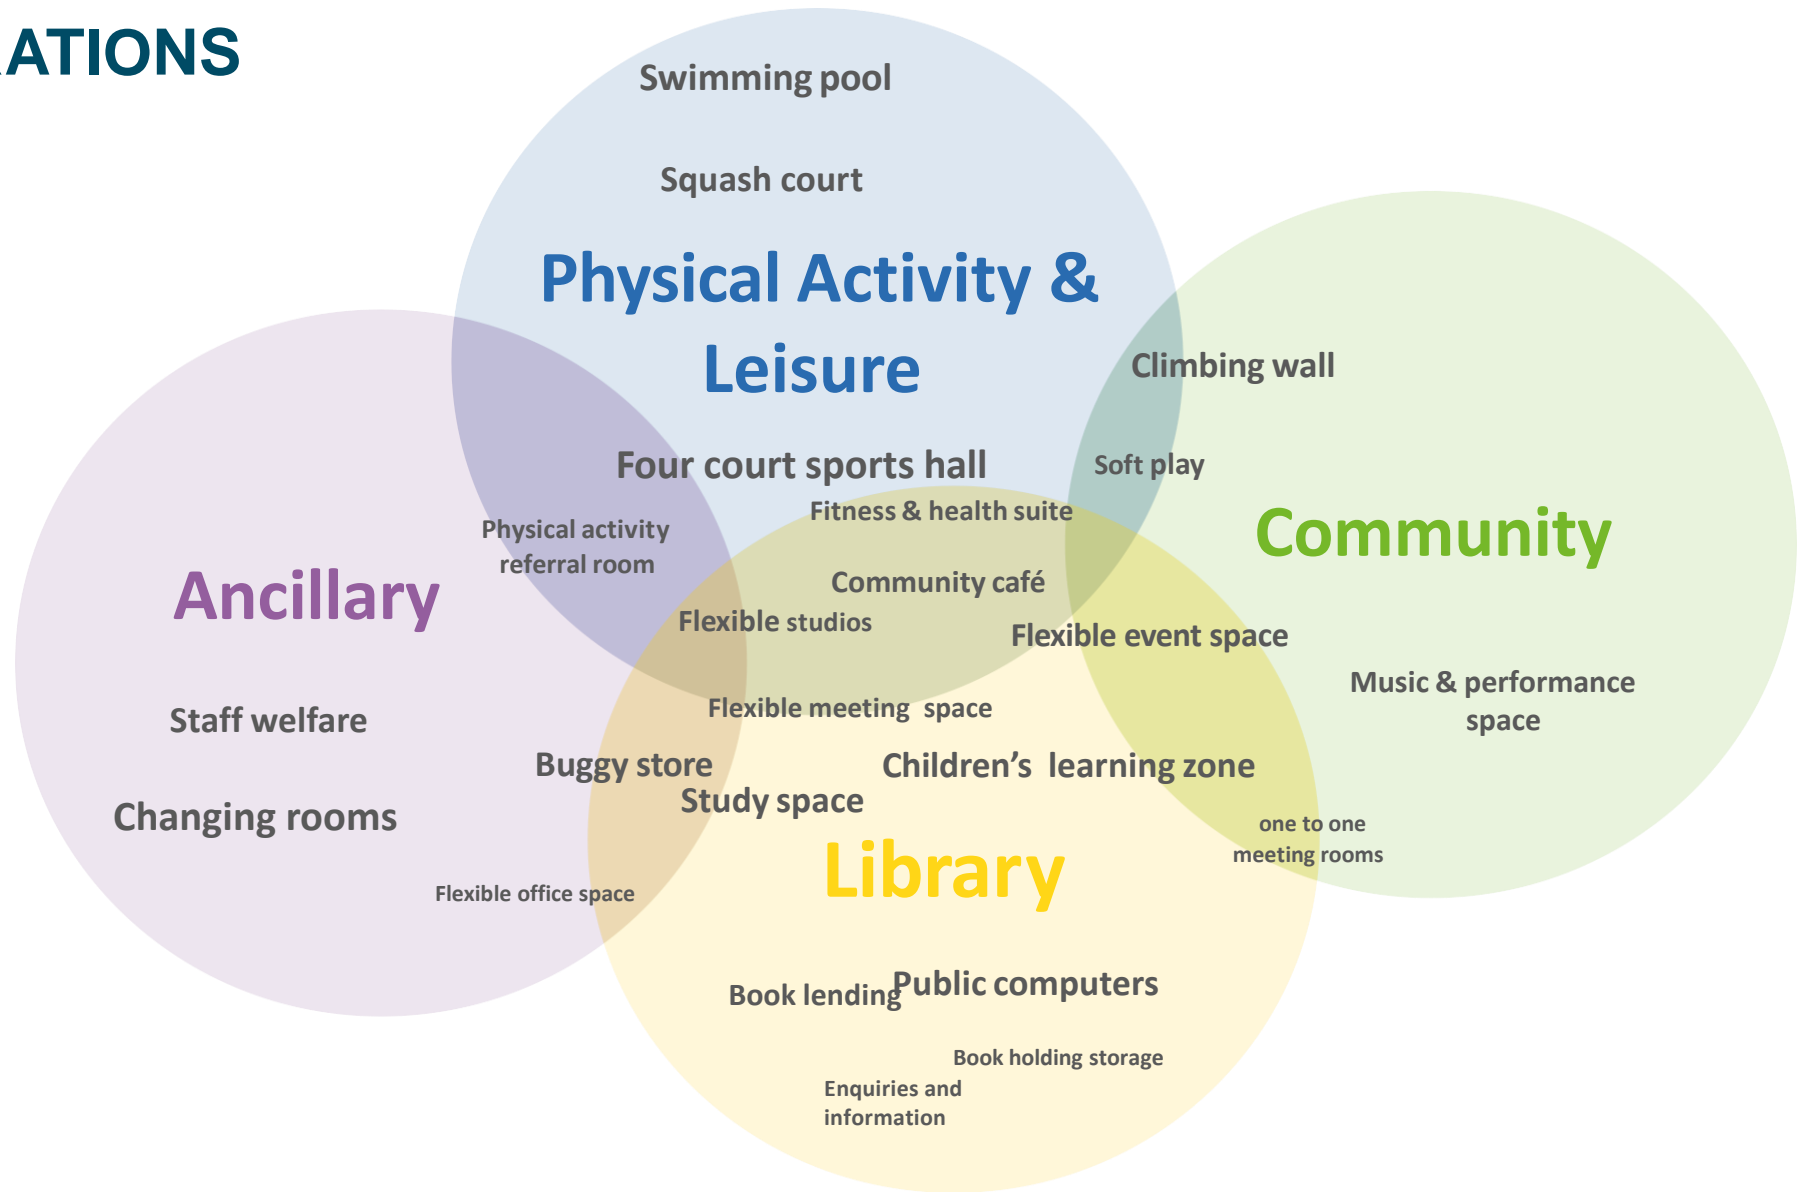 ATIONS
Swimming pool
Squash court
Physical Activity &
Leisure
Climbing wall
Four court sports hall
Soft play
Fitness & health suite
Physical activity
referral room
Community
Ancillary
Community café
Flexible studios
Flexible event space
Music & performance
space
Staff welfare
Flexible meeting space
Buggy store
Children's learning zone
Study space
Changing rooms
one to one
meeting rooms
Library
Flexible office space
Book lending
Public computers
Book holding storage
Enquiries and
information